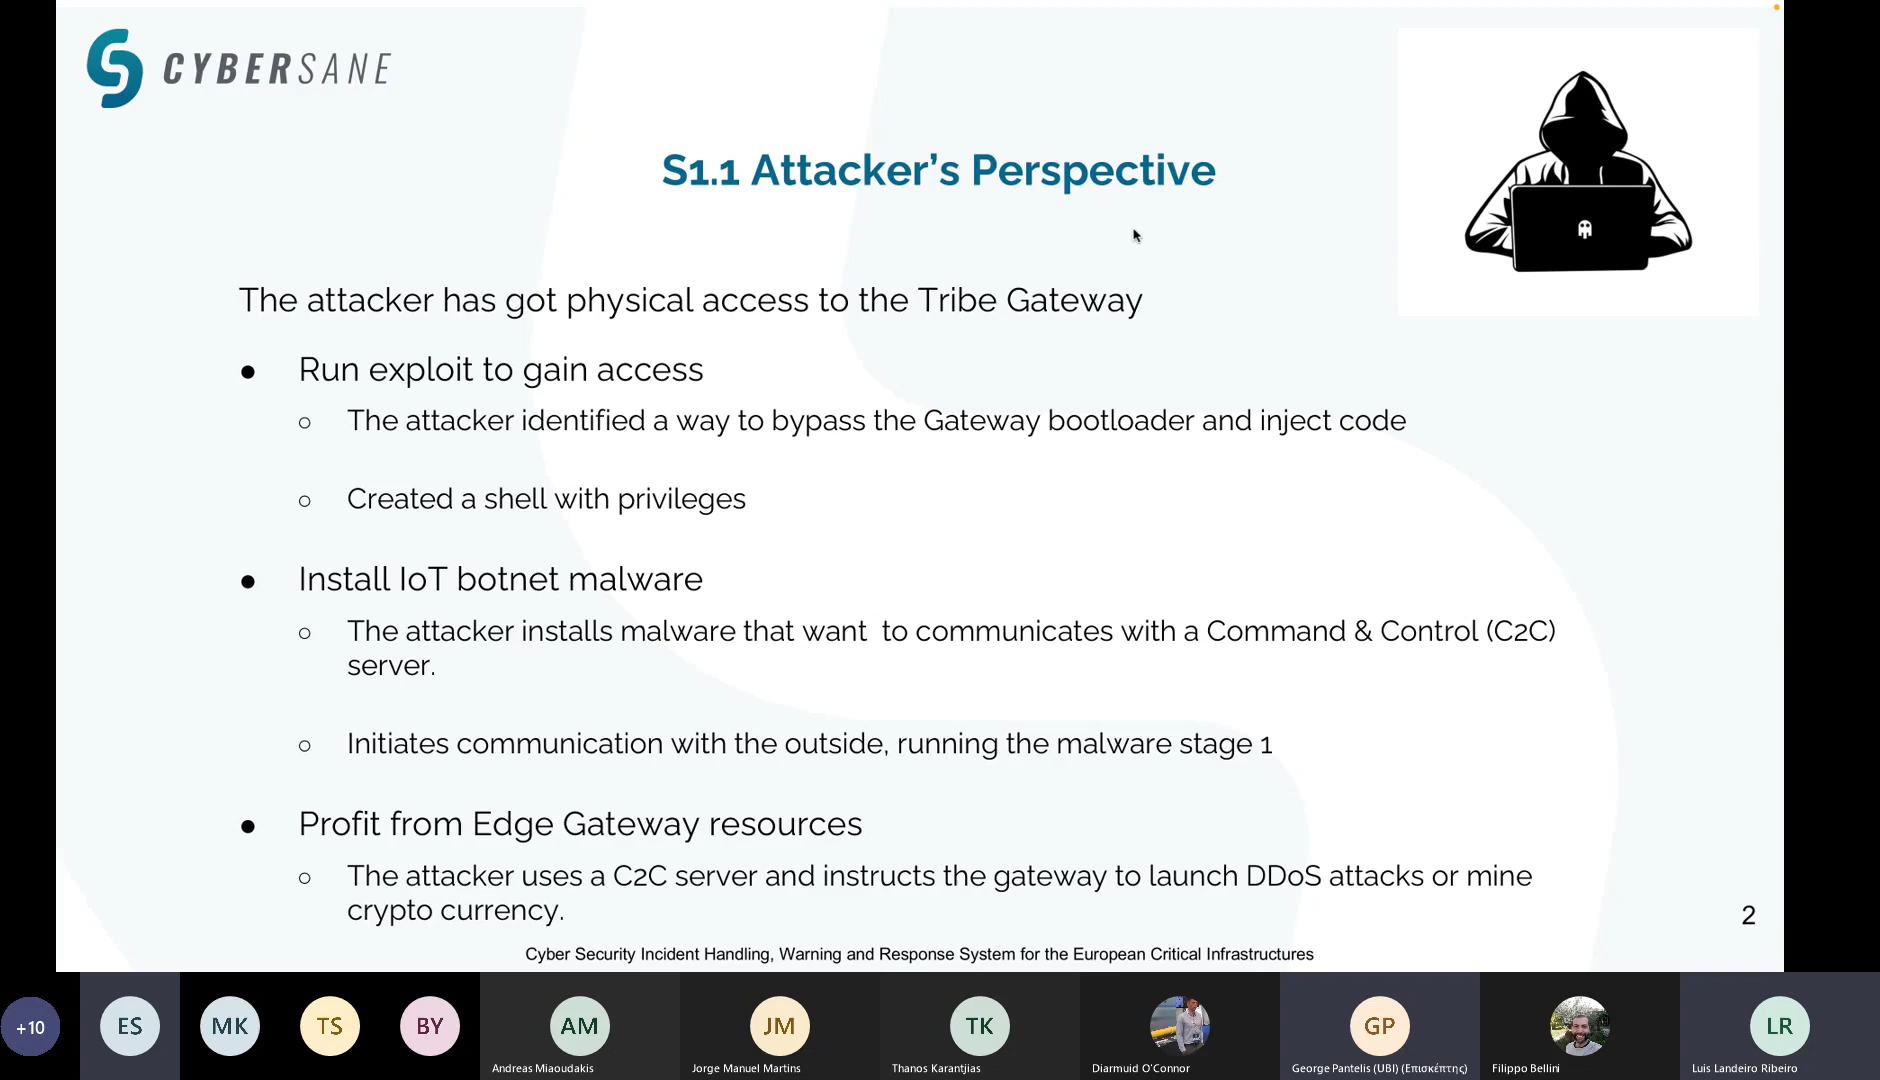 CYBERSANE
S1.1 Attacker’s Perspective
The attacker has got physical access to the Tribe Gateway
● Run exploit to gain access
○ The attacker identified a way to bypass the Gateway bootloader and inject code
○ Created a shell with privileges
● Install IoT botnet malware
○ The attacker installs malware that want  to communicates with a Command & Control (C2C)
server.
○ Initiates communication with the outside, running the malware stage 1
● Profit from Edge Gateway resources
○ The attacker uses a C2C server and instructs the gateway to launch DDoS attacks or mine
crypto currency.
2
Cyber Security Incident Handling, Warning and Response System for the European Critical Infrastructures
+10 ES MK TS BY AM JM TK GP LR
Andreas Miaoudakis Jorge Manuel Martins Thanos Karantjias Diarmuid O'Connor George Pantelis (UBI) (Επισκέπτης) Filippo Bellini Luis Landeiro Ribeiro